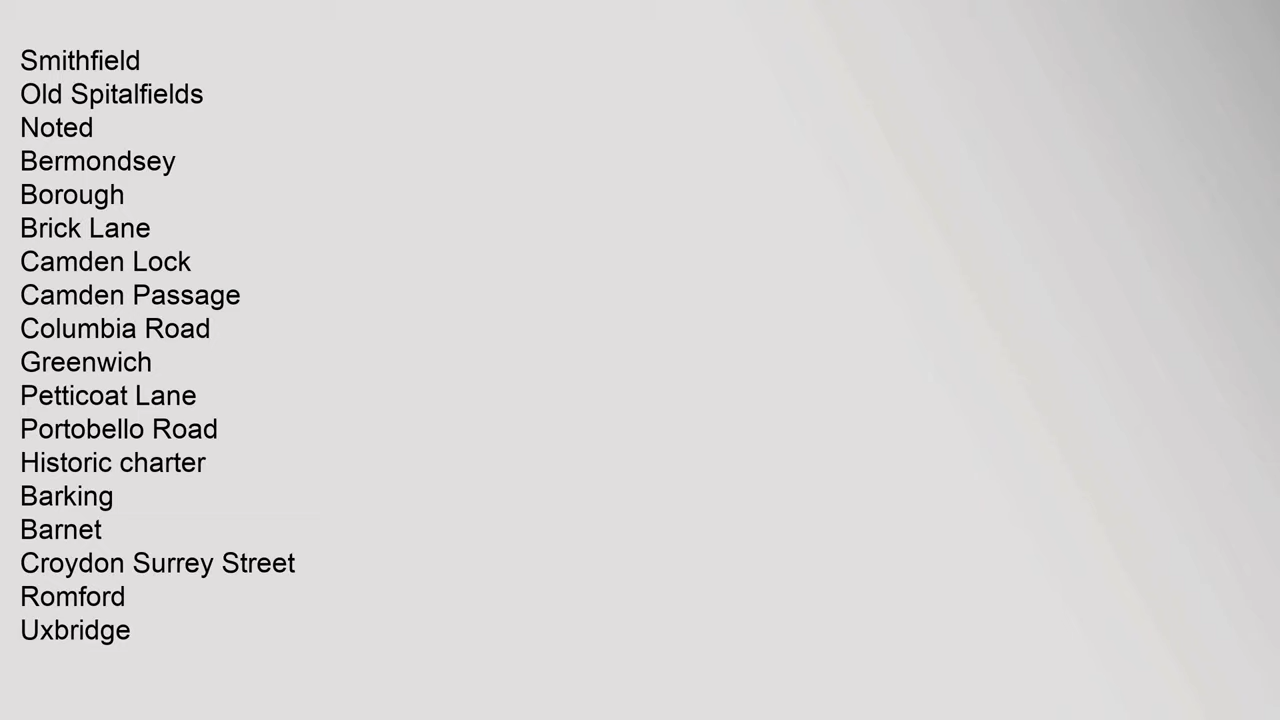 Smithfield
Old Spitalfields
Noted
Bermondsey
Borough
Brick Lane
Camden Lock
Camden Passage
Columbia Road
Greenwich
Petticoat Lane
Portobello Road
Historic charter
Barking
Barnet
Croydon Surrey Street
Romford
Uxbridge